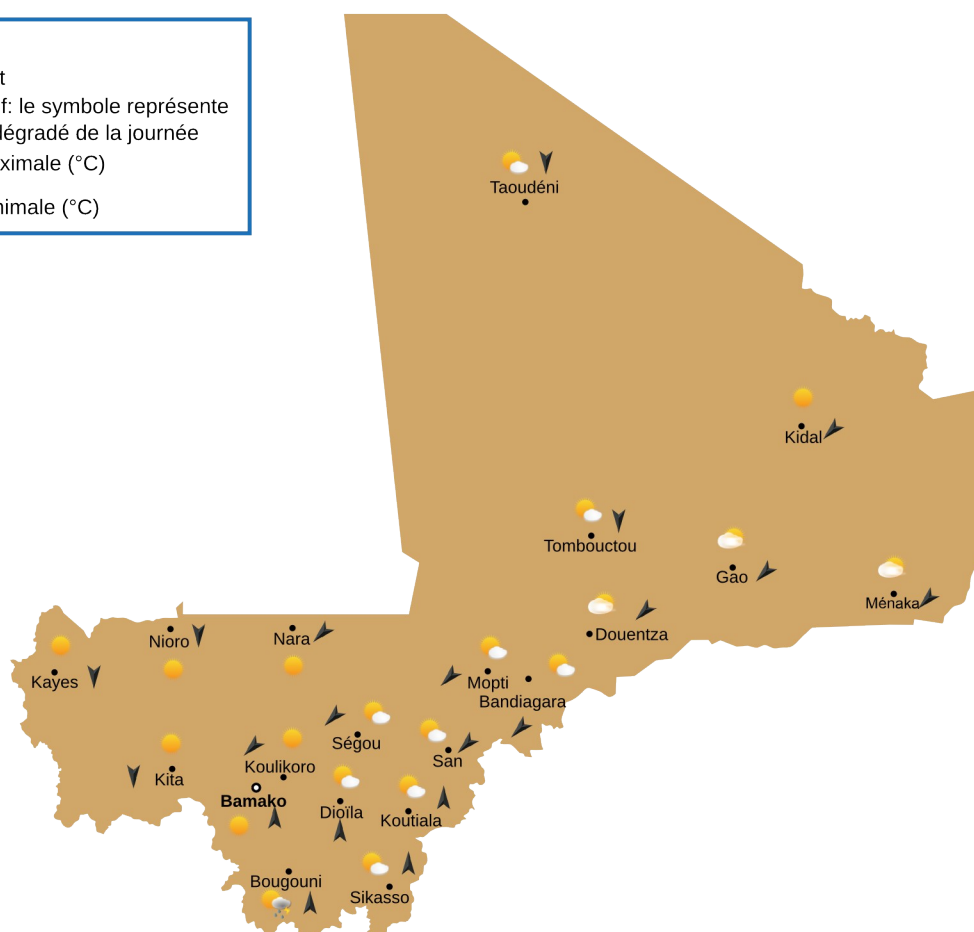 t
f: le symbole représente
dégradé de la journée
ximale (°C)
nimale (°C)
Taoudéni
Kidal
Tombouctou
Gao
Ménaka
Douentza
Nioro
Nara
Kayes
Mopti
Bandiagara
Ségou
San
Kita
Koulikoro
Bamako
Dioïla
Koutiala
Bougouni
Sikasso